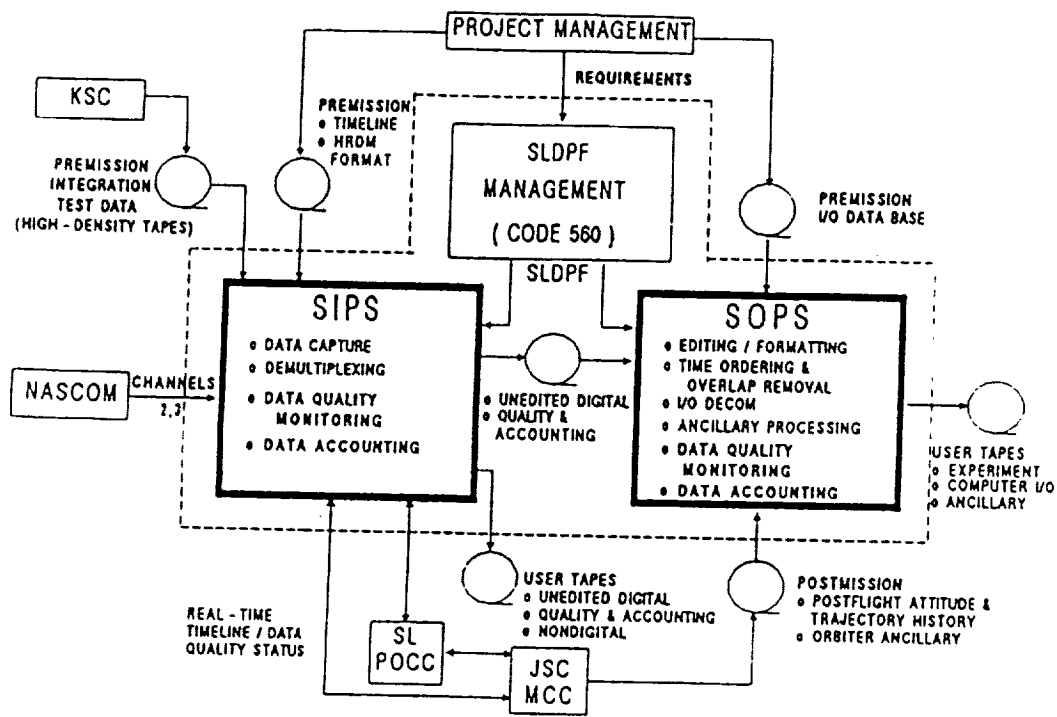 PROJECT MANAGEMENT
REQUIREMENTS
KSC
PREMISSION
• TIMELINE
• HRDM
FORMAT
PREMISSION
INTEGRATION
TEST DATA
(HIGH-DENSITY TAPES)
SLDPF
MANAGEMENT
( CODE 560 )
SLDPF
PREMISSION
I/O DATA BASE
SIPS
• DATA CAPTURE
• DEMULTIPLEXING
• DATA QUALITY
MONITORING
• DATA ACCOUNTING
NASCOM
CHANNELS
2,3
• UNEDITED DIGITAL
• QUALITY &
ACCOUNTING
SOPS
• EDITING / FORMATTING
• TIME ORDERING &
OVERLAP REMOVAL
• I/O DECOM
• ANCILLARY PROCESSING
• DATA QUALITY
MONITORING
• DATA ACCOUNTING
USER TAPES
• EXPERIMENT
• COMPUTER I/O
• ANCILLARY
USER TAPES
• UNEDITED DIGITAL
• QUALITY & ACCOUNTING
• NONDIGITAL
POSTMISSION
• POSTFLIGHT ATTITUDE &
TRAJECTORY HISTORY
• ORBITER ANCILLARY
REAL-TIME
TIMELINE / DATA
QUALITY STATUS
SL
POCC
JSC
MCC